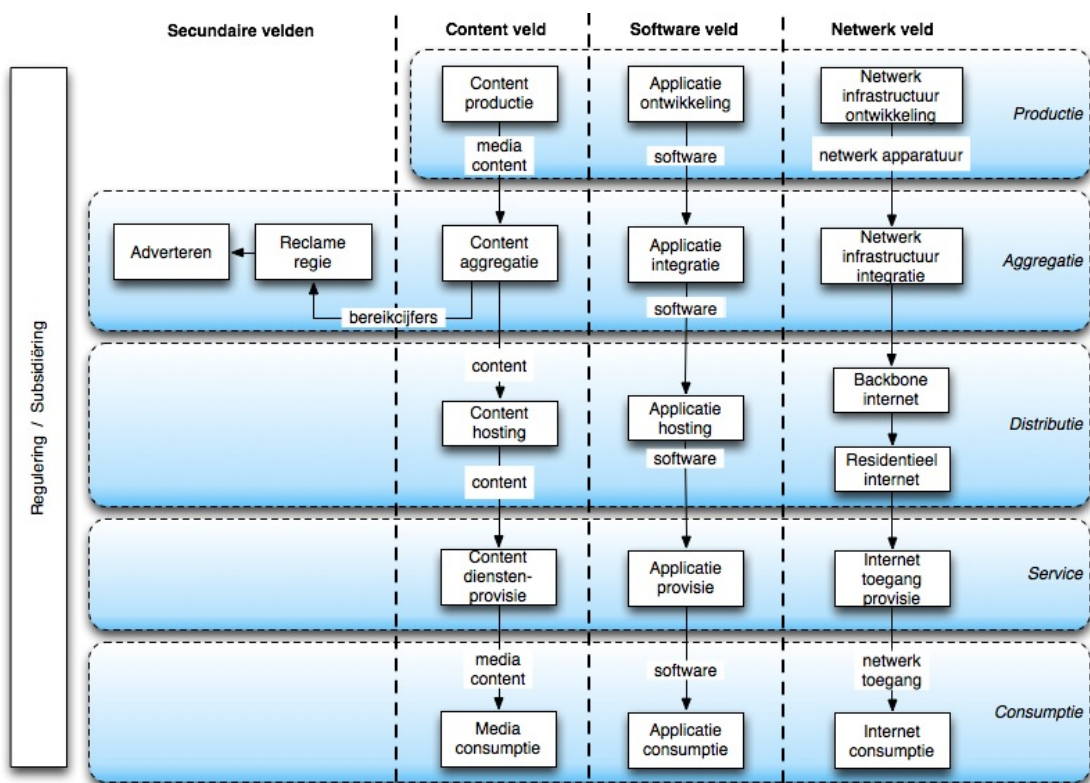 Secundaire velden
Content veld
Software veld
Netwerk veld
Regulering / Subsidiëring
Content
productie
Applicatie
ontwikkeling
Netwerk
infrastructuur
ontwikkeling
Productie
media
content
software
netwerk apparatuur
Adverteren
Reclame
regie
Content
aggregatie
Applicatie
integratie
Netwerk
infrastructuur
integratie
Aggregatie
bereikcijfers
software
content
Backbone
internet
Content
hosting
Applicatie
hosting
Distributie
content
software
Residentieel
internet
Content
diensten-
provisie
Applicatie
provisie
Internet
toegang
provisie
Service
media
content
software
netwerk
toegang
Media
consumptie
Applicatie
consumptie
Internet
consumptie
Consumptie